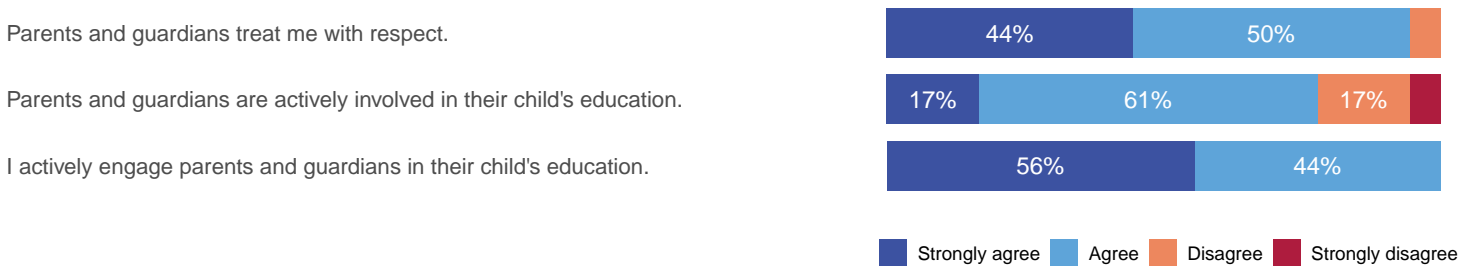 Parents and guardians treat me with respect. 44% 50%
Parents and guardians are actively involved in their child's education. 17% 61% 17%
I actively engage parents and guardians in their child's education. 56% 44%
Strongly agree Agree Disagree Strongly disagree